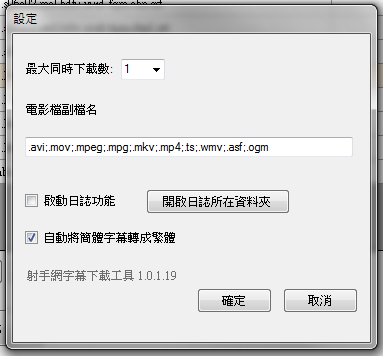 設定
最大同時下載數: 1
電影檔副檔名
.avi;.mov;.mpeg;.mpg;.mkv;.mp4;.ts;.wmv;.asf;.ogm
啟動日誌功能 開啟日誌所在資料夾
自動將簡體字幕轉成繁體
射手網字幕下載工具 1.0.1.19
確定 取消